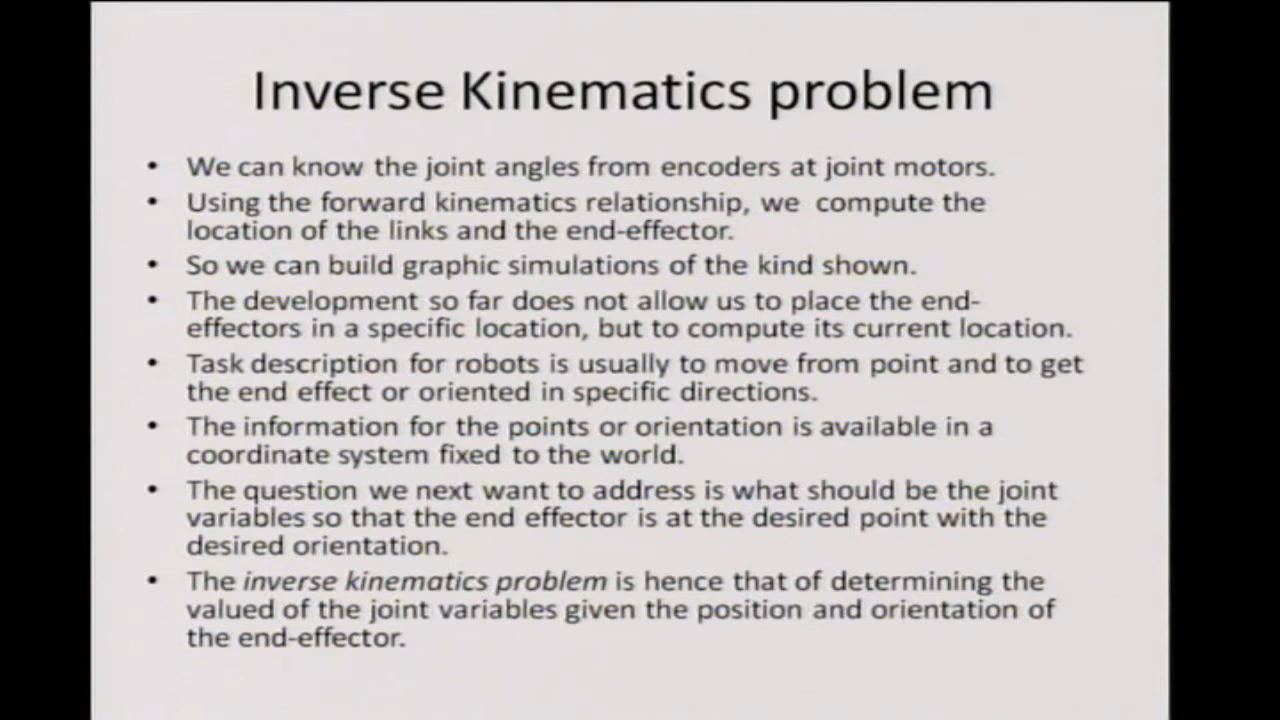 Inverse Kinematics problem
• We can know the joint angles from encoders at joint motors.
• Using the forward kinematics relationship, we compute the
location of the links and the end-effector.
• So we can build graphic simulations of the kind shown.
• The development so far does not allow us to place the end-
effectors in a specific location, but to compute its current location.
• Task description for robots is usually to move from point and to get
the end effect or oriented in specific directions.
• The information for the points or orientation is available in a
coordinate system fixed to the world.
• The question we next want to address is what should be the joint
variables so that the end effector is at the desired point with the
desired orientation.
• The inverse kinematics problem is hence that of determining the
valued of the joint variables given the position and orientation of
the end-effector.